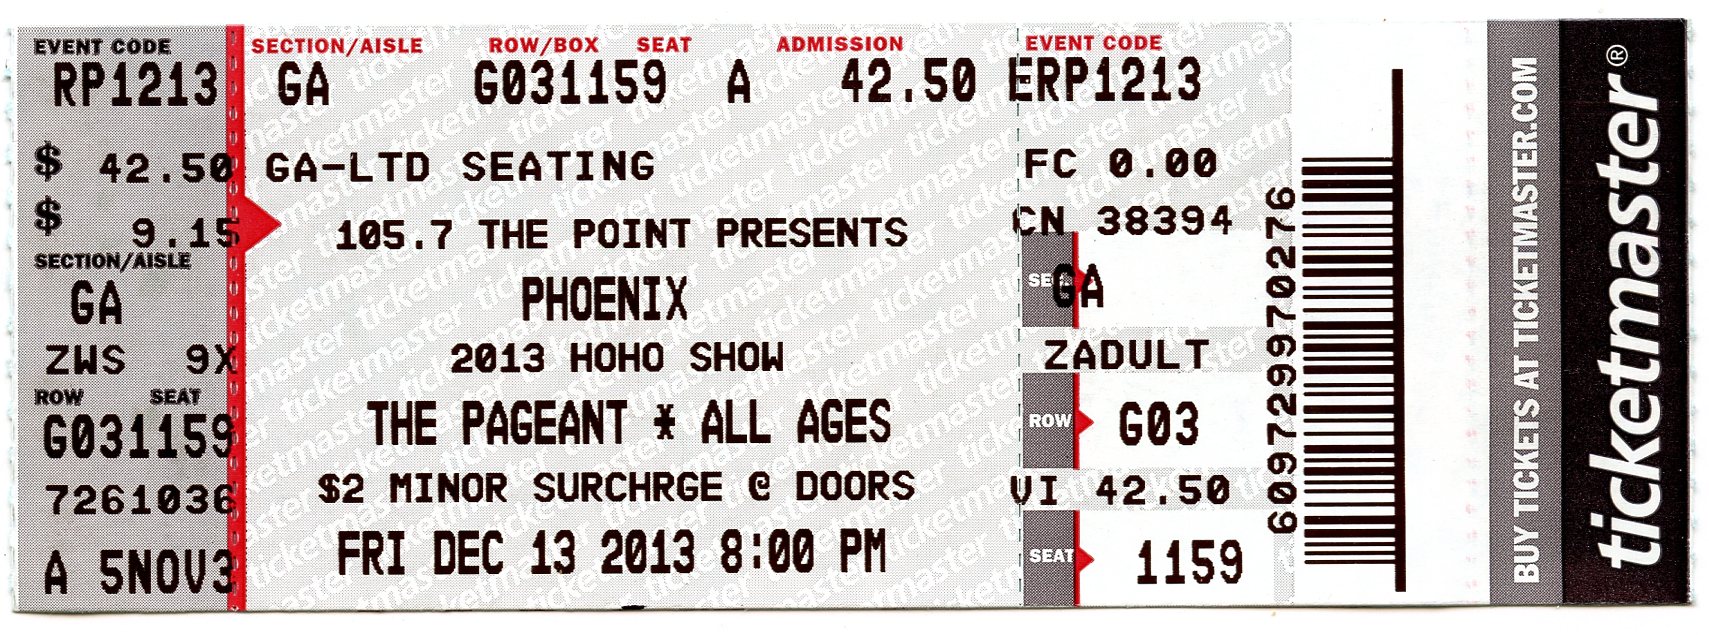 EVENT CODE
RP1213
$ 42.50
$ 9.15
SECTION/AISLE
GA
ZWS 9X
ROW SEAT
G031159
7261036
A 5NOV3
SECTION/AISLE ROW/BOX SEAT ADMISSION
GA G031159 A 42.50
GA-LTD SEATING
105.7 THE POINT PRESENTS
PHOENIX
2013 HOHO SHOW
THE PAGEANT * ALL AGES
$2 MINOR SURCHRGE @ DOORS
FRI DEC 13 2013 8:00 PM
EVENT CODE
ERP1213
FC 0.00
CN 38394
GA
ZADULT
ROW G03
VI 42.50
SEAT 1159
609729970276
BUY TICKETS AT TICKETMASTER.COM
ticketmaster®